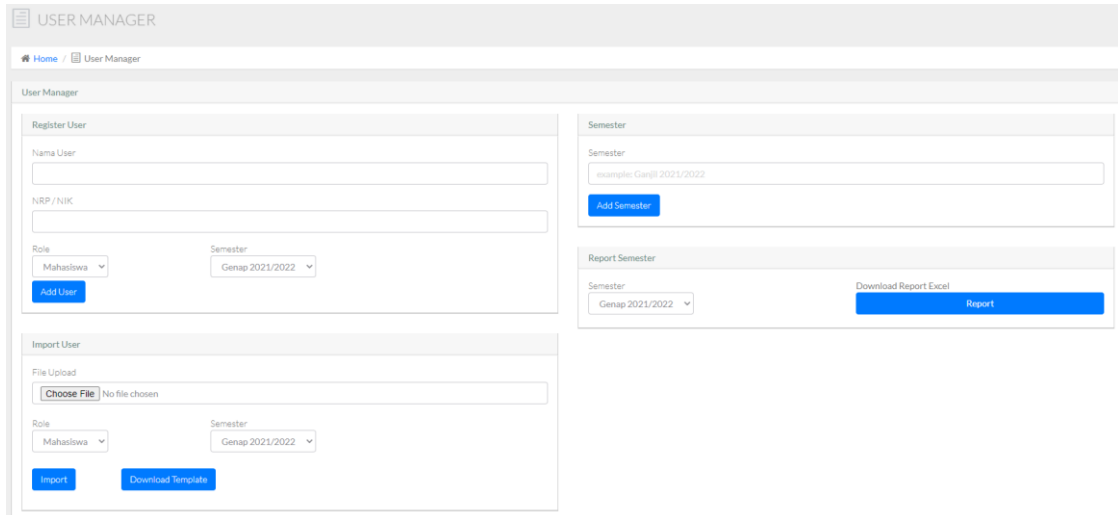 USER MANAGER
Home / User Manager
User Manager
Register User
Nama User
NRP / NIK
Role Semester
Mahasiswa Genap 2021/2022
Add User
Import User
File Upload
Choose File No file chosen
Role Semester
Mahasiswa Genap 2021/2022
Import Download Template
Semester
Semester
example: Ganjil 2021/2022
Add Semester
Report Semester
Semester Download Report Excel
Genap 2021/2022 Report